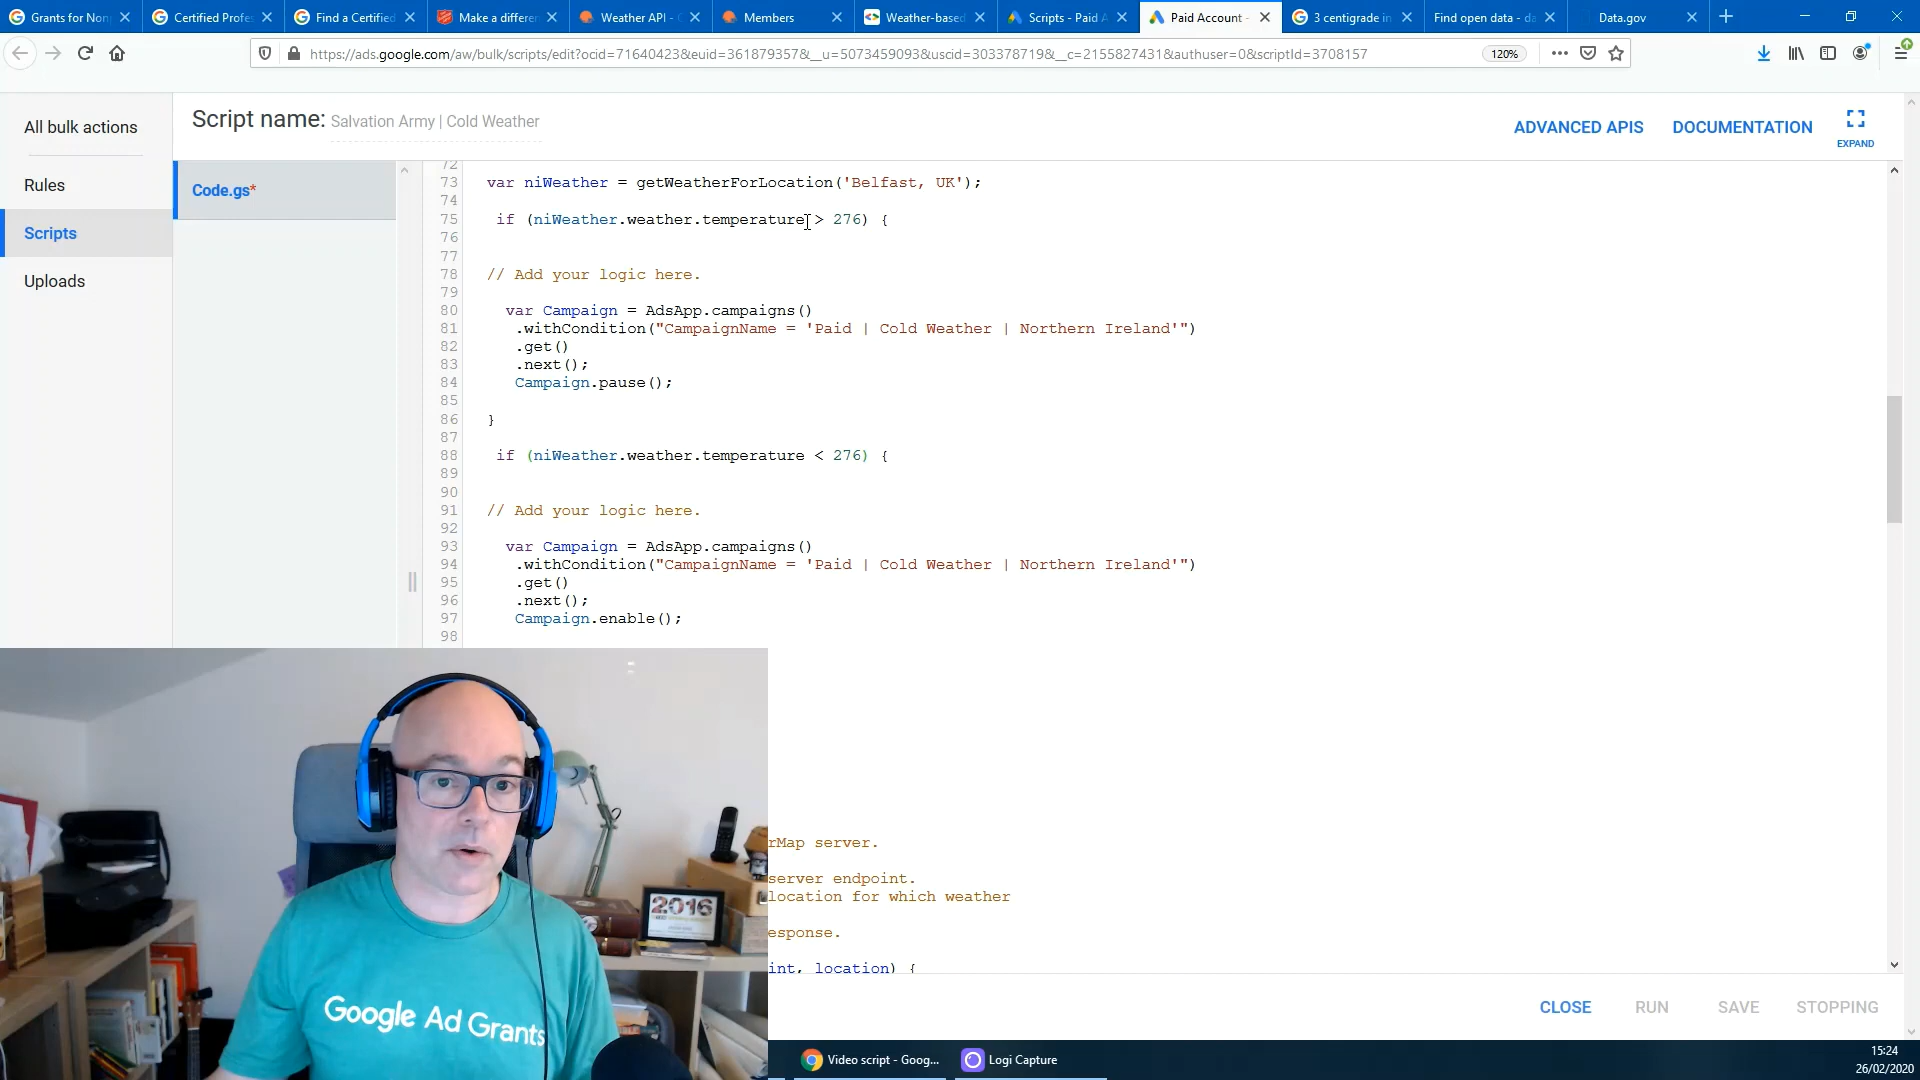 Grants for Non
Certified Profes
Find a Certified
Make a differen
Weather API -
Members
Weather-based
Scripts - Paid A
Paid Account -
3 centigrade in
Find open data - da
Data.gov
https://ads.google.com/aw/bulk/scripts/edit?ocid=71640423&euid=361879357&__u=5073459093&uscid=303378719&__c=2155827431&authuser=0&scriptId=3708157
120%
All bulk actions
Rules
Scripts
Uploads
Script name: Salvation Army | Cold Weather
ADVANCED APIS
DOCUMENTATION
EXPAND
Code.gs*
72
73 var niWeather = getWeatherForLocation('Belfast, UK');
74
75 if (niWeather.weather.temperature > 276) {
76
77
78 // Add your logic here.
79
80 var Campaign = AdsApp.campaigns()
81 .withCondition("CampaignName = 'Paid | Cold Weather | Northern Ireland'")
82 .get()
83 .next();
84 Campaign.pause();
85
86 }
87
88 if (niWeather.weather.temperature < 276) {
89
90
91 // Add your logic here.
92
93 var Campaign = AdsApp.campaigns()
94 .withCondition("CampaignName = 'Paid | Cold Weather | Northern Ireland'")
95 .get()
96 .next();
97 Campaign.enable();
98
rMap server.
server endpoint.
location for which weather
esponse.
int, location) {
2016
Google Ad Grants
CLOSE
RUN
SAVE
STOPPING
Video script - Goog...
Logi Capture
15:24
26/02/2020